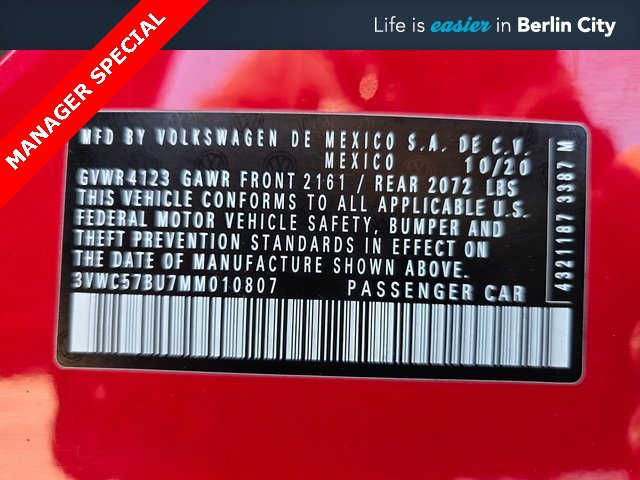 Life is easier in Berlin City
MANAGER SPECIAL
MFD BY VOLKSWAGEN DE MEXICO S.A. DE C.V.
MEXICO 10/20
GVWR 4123 GAWR FRONT 2161 / REAR 2072 LBS
THIS VEHICLE CONFORMS TO ALL APPLICABLE U.S.
FEDERAL MOTOR VEHICLE SAFETY, BUMPER AND
THEFT PREVENTION STANDARDS IN EFFECT ON
THE DATE OF MANUFACTURE SHOWN ABOVE.
3VWC57BU7MM010807 PASSENGER CAR
4321187 3387 M